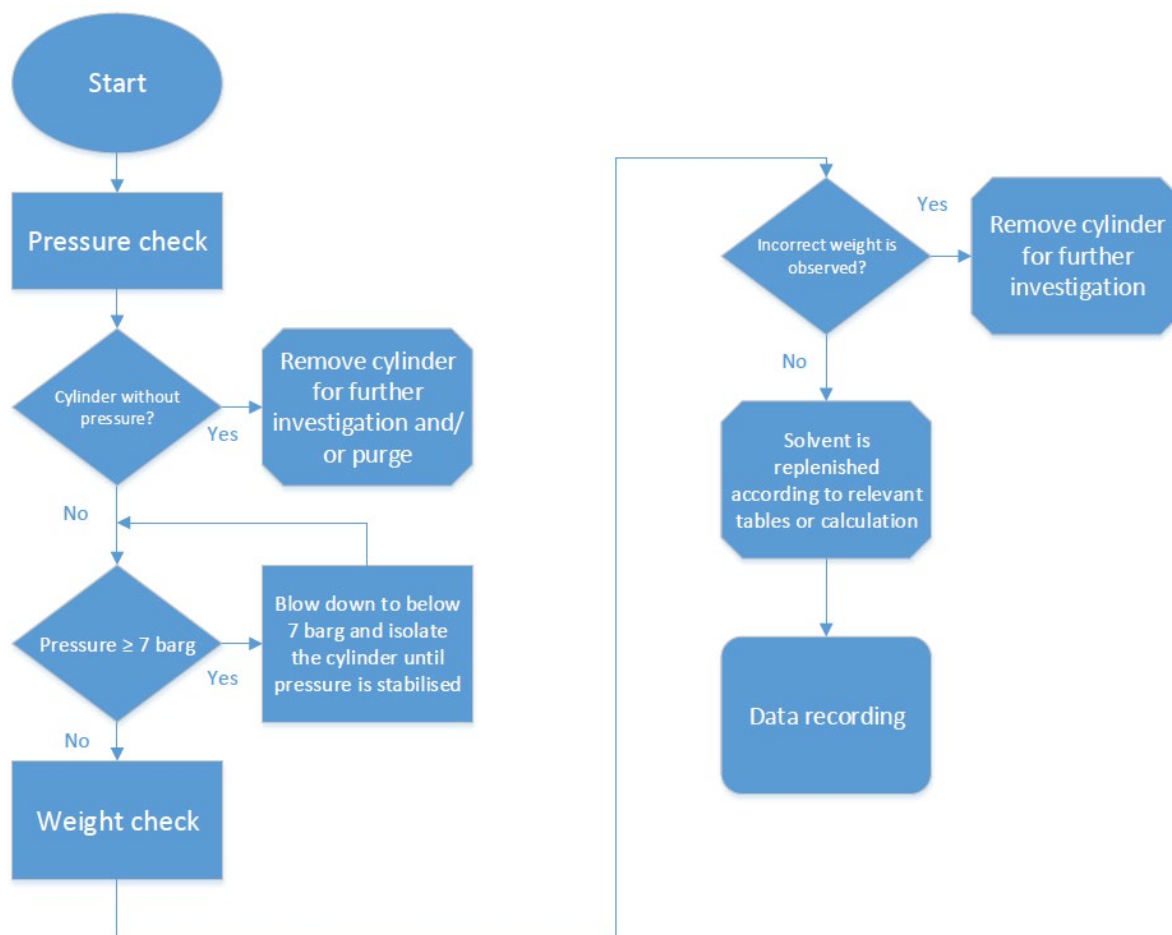 Start
Pressure check
Cylinder without
pressure?
Yes
Remove cylinder
for further
investigation and/
or purge
No
Pressure ≥ 7 barg
Yes
Blow down to below
7 barg and isolate
the cylinder until
pressure is stabilised
No
Weight check
Incorrect weight is
observed?
Yes
Remove cylinder
for further
investigation
No
Solvent is
replenished
according to relevant
tables or calculation
Data recording